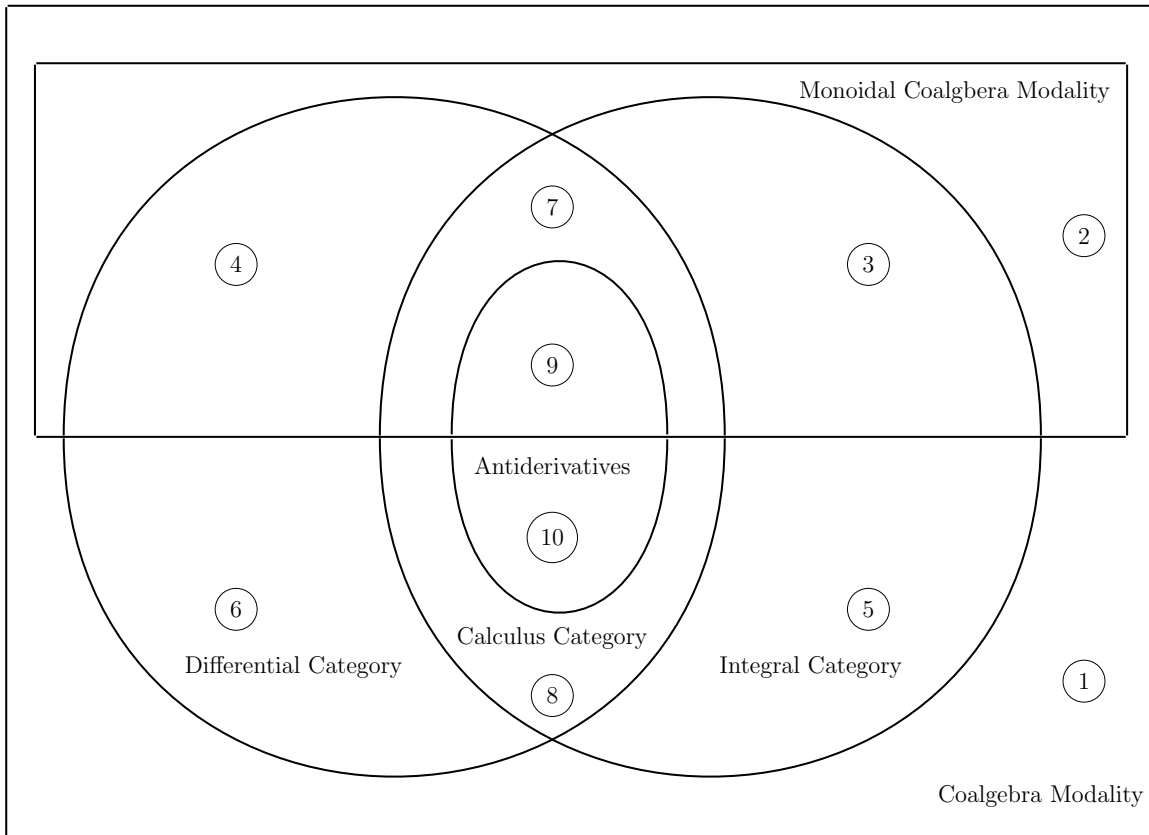 Monoidal Coalgbera Modality
7
2
4
3
9
Antiderivatives
10
6
5
Calculus Category
Differential Category
Integral Category
8
1
Coalgebra Modality